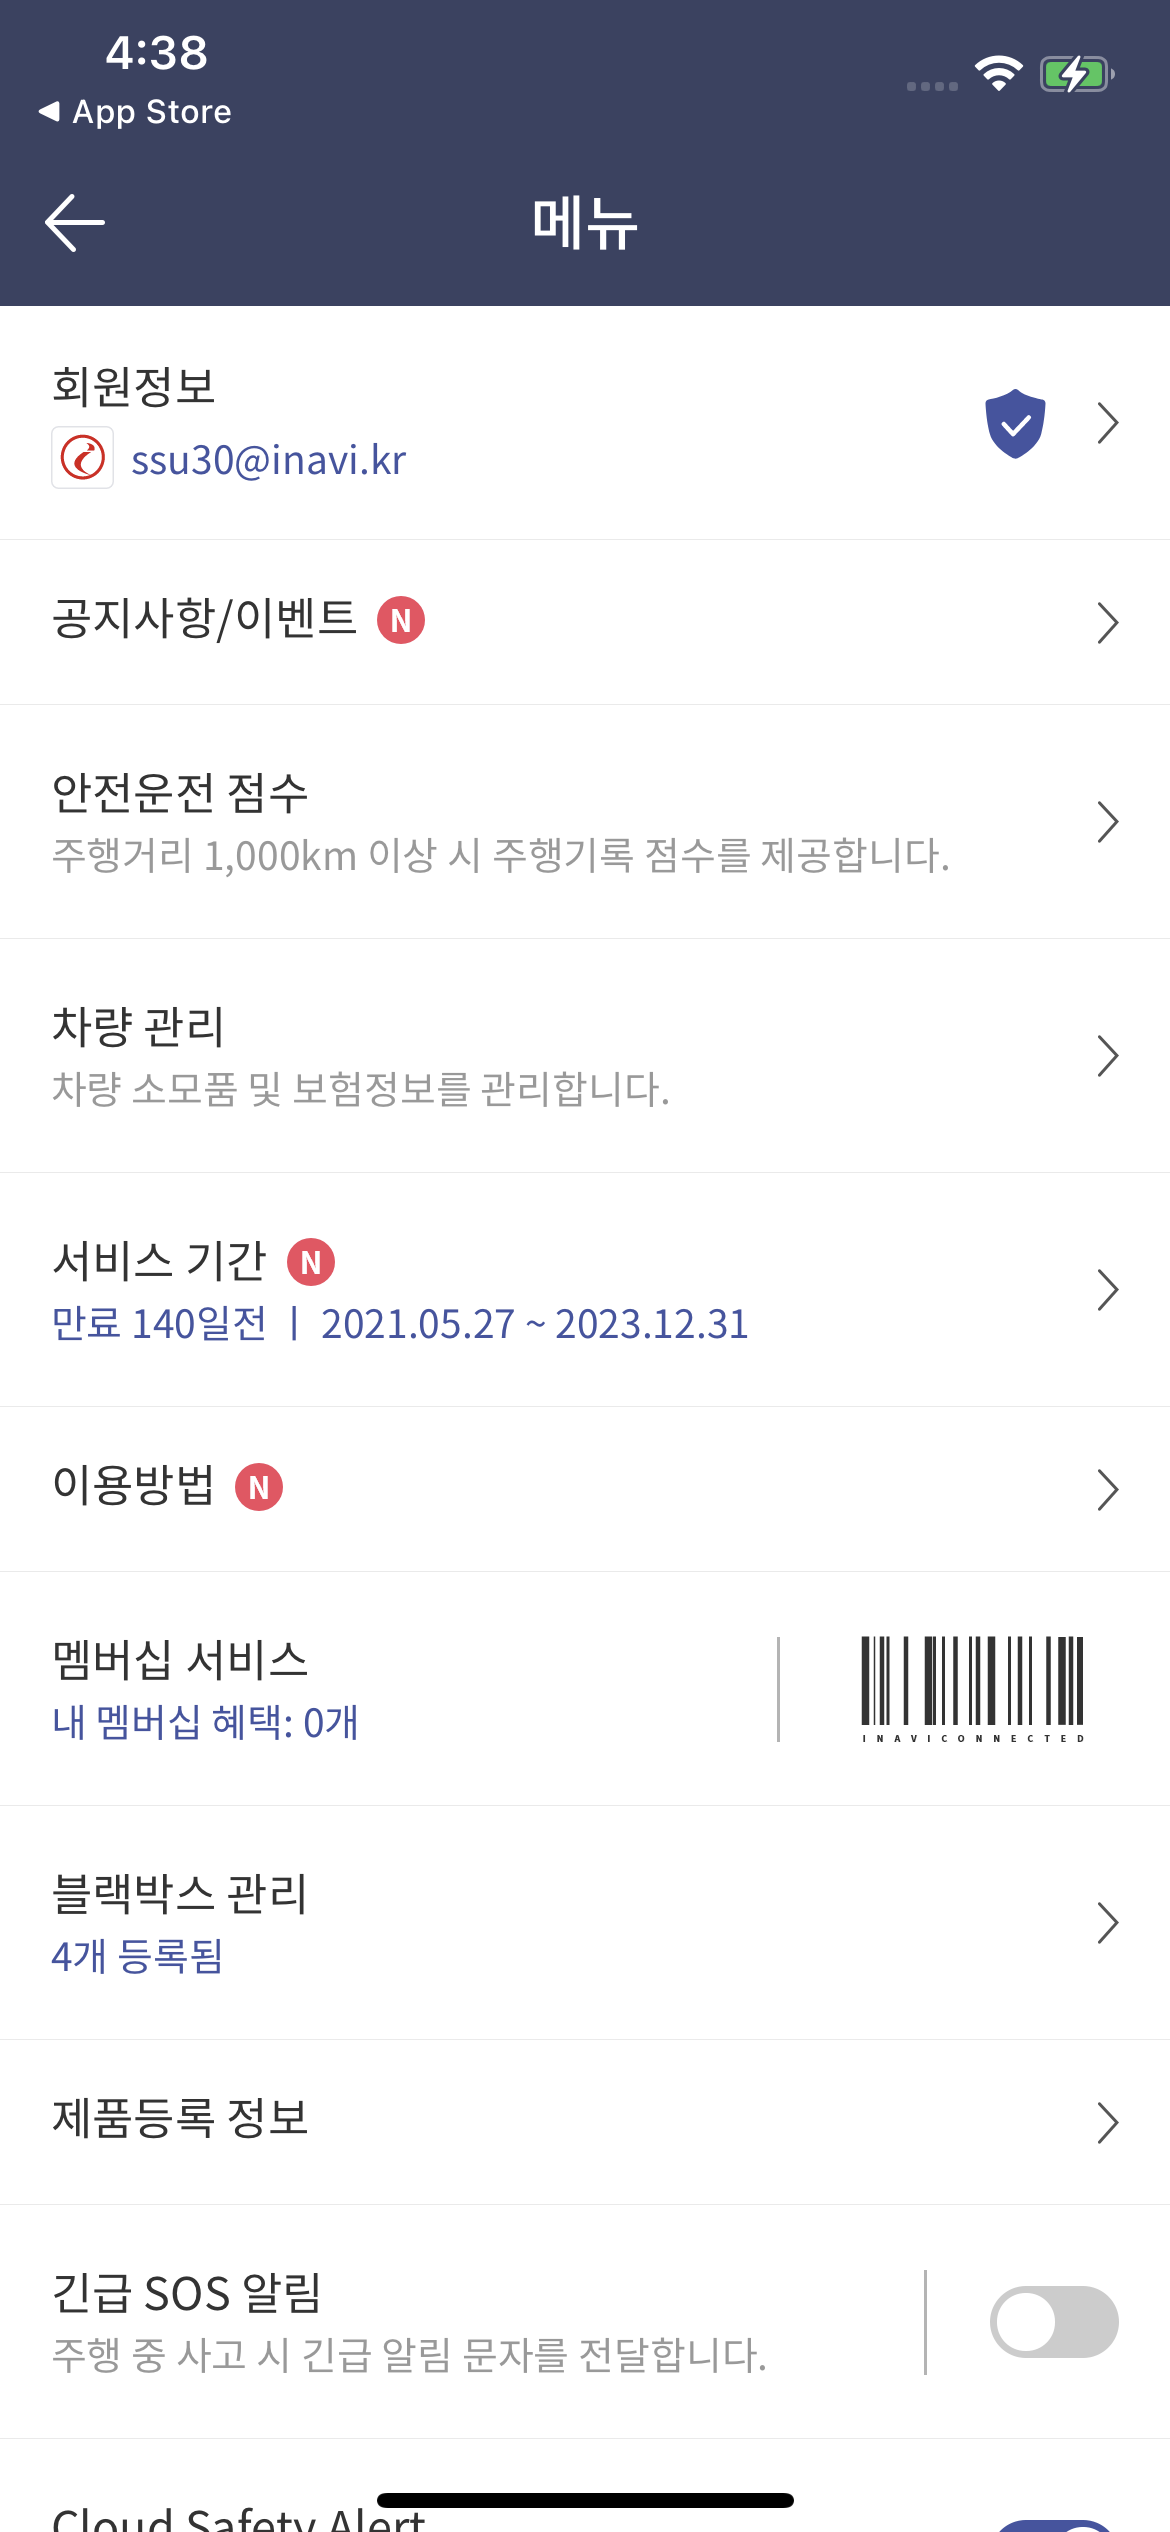 4:38
App Store
메뉴
회원정보
ssu30@inavi.kr
공지사항/이벤트 N
안전운전 점수
주행거리 1,000km 이상 시 주행기록 점수를 제공합니다.
차량 관리
차량 소모품 및 보험정보를 관리합니다.
서비스 기간 N
만료 140일전 ㅣ 2021.05.27 ~ 2023.12.31
이용방법 N
멤버십 서비스
내 멤버십 혜택: 0개
INAVICONNECTED
블랙박스 관리
4개 등록됨
제품등록 정보
긴급 SOS 알림
주행 중 사고 시 긴급 알림 문자를 전달합니다.
Cloud Safety Alert